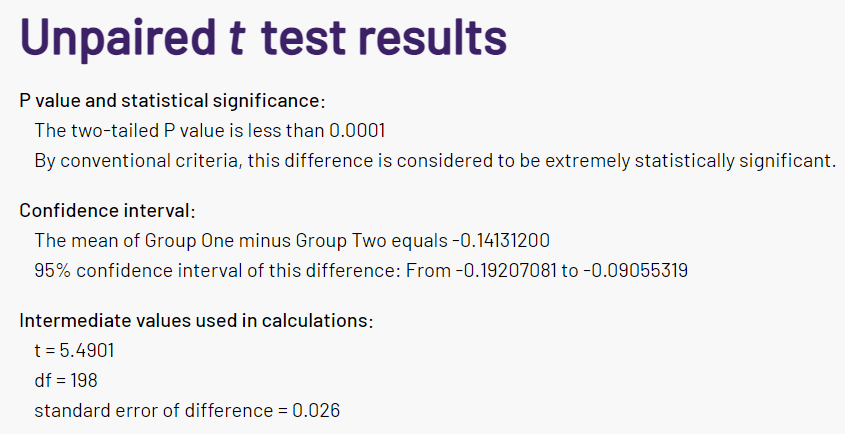 Unpaired t test results
P value and statistical significance:
The two-tailed P value is less than 0.0001
By conventional criteria, this difference is considered to be extremely statistically significant.
Confidence interval:
The mean of Group One minus Group Two equals -0.14131200
95% confidence interval of this difference: From -0.19207081 to -0.09055319
Intermediate values used in calculations:
t = 5.4901
df = 198
standard error of difference = 0.026